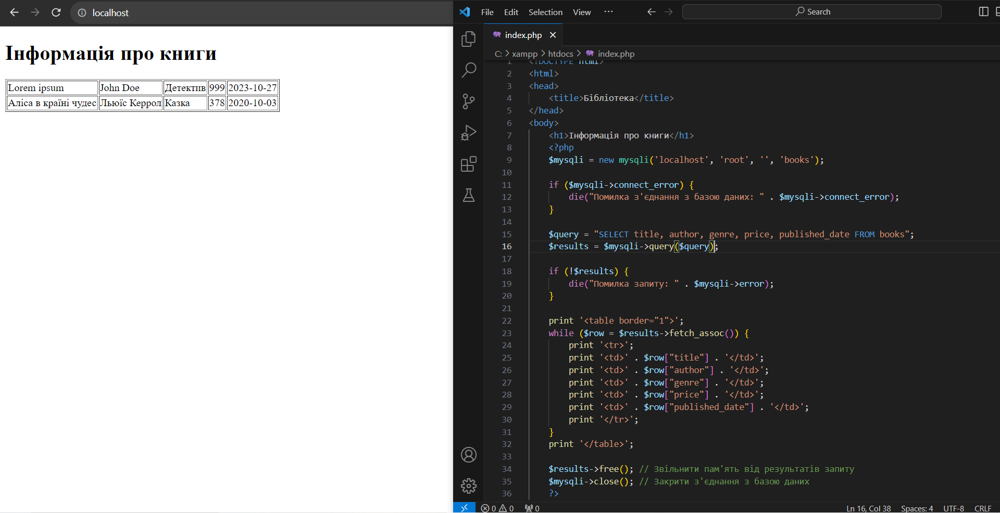 localhost
Інформація про книги
Lorem ipsum John Doe Детектив 999 2023-10-27
Аліса в країні чудес Льюїс Керрол Казка 378 2020-10-03
File Edit Selection View ··· Search
index.php
C: > xampp > htdocs > index.php
1 <!DOCTYPE html>
2 <html>
3 <head>
4 <title>Бібліотека</title>
5 </head>
6 <body>
7 <h1>Інформація про книги</h1>
8 <?php
9 $mysqli = new mysqli('localhost', 'root', '', 'books');
10
11 if ($mysqli->connect_error) {
12 die("Помилка з'єднання з базою даних: " . $mysqli->connect_error);
13 }
14
15 $query = "SELECT title, author, genre, price, published_date FROM books";
16 $results = $mysqli->query($query);
17
18 if (!$results) {
19 die("Помилка запиту: " . $mysqli->error);
20 }
21
22 print '<table border="1">';
23 while ($row = $results->fetch_assoc()) {
24 print '<tr>';
25 print '<td>' . $row["title"] . '</td>';
26 print '<td>' . $row["author"] . '</td>';
27 print '<td>' . $row["genre"] . '</td>';
28 print '<td>' . $row["price"] . '</td>';
29 print '<td>' . $row["published_date"] . '</td>';
30 print '</tr>';
31 }
32 print '</table>';
33
34 $results->free(); // Звільнити пам'ять від результатів запиту
35 $mysqli->close(); // Закрити з'єднання з базою даних
36 ?>
0 0 0 Ln 16, Col 38 Spaces: 4 UTF-8 CRLF